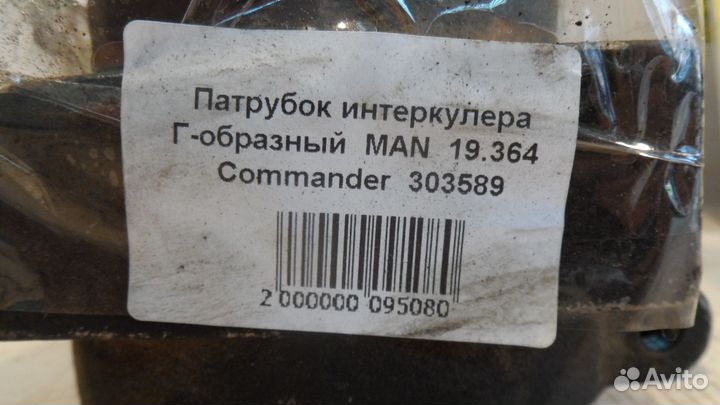 Патрубок интеркулера
Г-образный MAN 19.364
Commander 303589
2 000000 095080
Avito